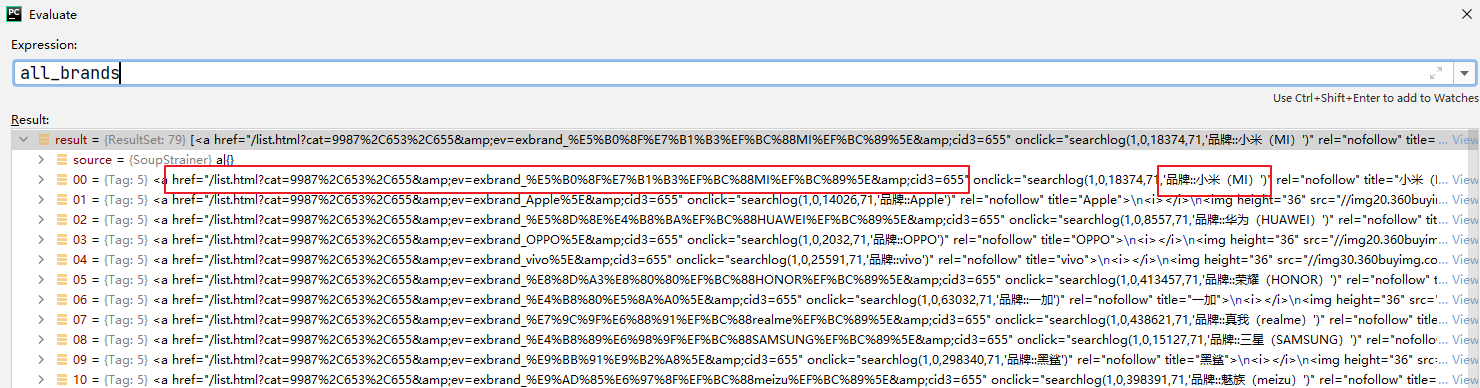 PC Evaluate
Expression:
all_brands
Use Ctrl+Shift+Enter to add to Watches
Result:
result = {ResultSet: 79} [<a href="/list.html?cat=9987%2C653%2C655&amp;ev=exbrand_%E5%B0%8F%E7%B1%B3%EF%BC%88MI%EF%BC%89%5E&amp;cid3=655" onclick="searchlog(1,0,18374,71,'品牌::小米（MI）')" rel="nofollow" title=... View
source = {SoupStrainer} a|{}
00 = {Tag: 5} <a href="/list.html?cat=9987%2C653%2C655&amp;ev=exbrand_%E5%B0%8F%E7%B1%B3%EF%BC%88MI%EF%BC%89%5E&amp;cid3=655" onclick="searchlog(1,0,18374,71,'品牌::小米（MI）')" rel="nofollow" title="小米（I... View
01 = {Tag: 5} <a href="/list.html?cat=9987%2C653%2C655&amp;ev=exbrand_Apple%5E&amp;cid3=655" onclick="searchlog(1,0,14026,71,'品牌::Apple')" rel="nofollow" title="Apple">\n<i></i>\n<img height="36" src="//img20.360buyin... View
02 = {Tag: 5} <a href="/list.html?cat=9987%2C653%2C655&amp;ev=exbrand_%E5%8D%8E%E4%B8%BA%EF%BC%88HUAWEI%EF%BC%89%5E&amp;cid3=655" onclick="searchlog(1,0,8557,71,'品牌::华为（HUAWEI）')" rel="nofollow" tit... View
03 = {Tag: 5} <a href="/list.html?cat=9987%2C653%2C655&amp;ev=exbrand_OPPO%5E&amp;cid3=655" onclick="searchlog(1,0,2032,71,'品牌::OPPO')" rel="nofollow" title="OPPO">\n<i></i>\n<img height="36" src="//img20.360buyim... View
04 = {Tag: 5} <a href="/list.html?cat=9987%2C653%2C655&amp;ev=exbrand_vivo%5E&amp;cid3=655" onclick="searchlog(1,0,25591,71,'品牌::vivo')" rel="nofollow" title="vivo">\n<i></i>\n<img height="36" src="//img30.360buyimg.co... View
05 = {Tag: 5} <a href="/list.html?cat=9987%2C653%2C655&amp;ev=exbrand_%E8%8D%A3%E8%80%80%EF%BC%88HONOR%EF%BC%89%5E&amp;cid3=655" onclick="searchlog(1,0,413457,71,'品牌::荣耀（HONOR）')" rel="nofollow" t... View
06 = {Tag: 5} <a href="/list.html?cat=9987%2C653%2C655&amp;ev=exbrand_%E4%B8%80%E5%8A%A0%5E&amp;cid3=655" onclick="searchlog(1,0,63032,71,'品牌::一加')" rel="nofollow" title="一加">\n<i></i>\n<img height="36" src='... View
07 = {Tag: 5} <a href="/list.html?cat=9987%2C653%2C655&amp;ev=exbrand_%E7%9C%9F%E6%88%91%EF%BC%88realme%EF%BC%89%5E&amp;cid3=655" onclick="searchlog(1,0,438621,71,'品牌::真我（realme）')" rel="nofollow" ti... View
08 = {Tag: 5} <a href="/list.html?cat=9987%2C653%2C655&amp;ev=exbrand_%E4%B8%89%E6%98%9F%EF%BC%88SAMSUNG%EF%BC%89%5E&amp;cid3=655" onclick="searchlog(1,0,15127,71,'品牌::三星（SAMSUNG）')" rel="nofollow"... View
09 = {Tag: 5} <a href="/list.html?cat=9987%2C653%2C655&amp;ev=exbrand_%E9%BB%91%E9%B2%A8%5E&amp;cid3=655" onclick="searchlog(1,0,298340,71,'品牌::黑鲨')" rel="nofollow" title="黑鲨">\n<i></i>\n<img height="36" src... View
10 = {Tag: 5} <a href="/list.html?cat=9987%2C653%2C655&amp;ev=exbrand_%E9%AD%85%E6%97%8F%EF%BC%88meizu%EF%BC%89%5E&amp;cid3=655" onclick="searchlog(1,0,398391,71,'品牌::魅族（meizu）')" rel="nofollow" title... View